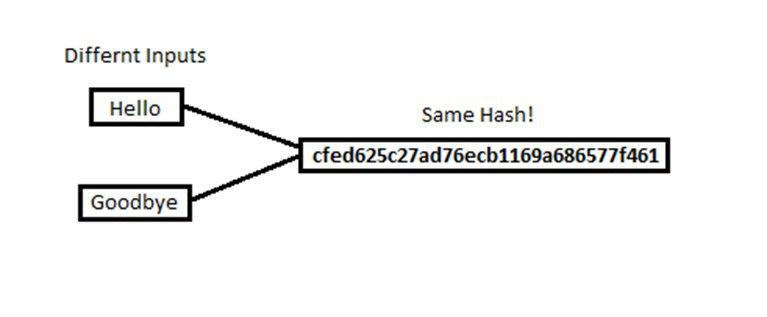 Differnt Inputs
Hello
Same Hash!
cfed625c27ad76ecb1169a686577f461
Goodbye